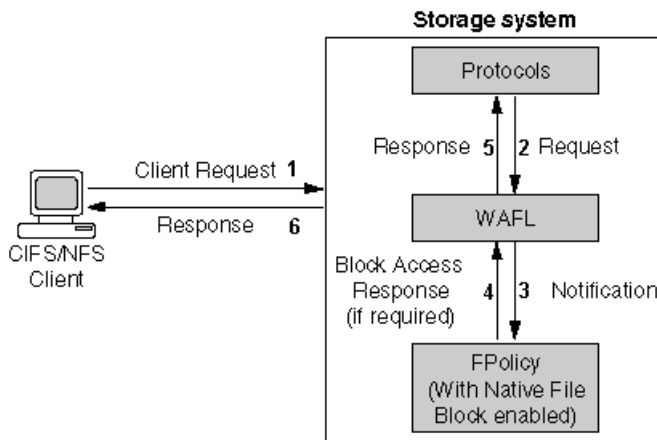 Storage system
Protocols
Response 5 2 Request
Client Request 1
Response 6
CIFS/NFS
Client
WAFL
Block Access
Response
(if required)
4 3 Notification
FPolicy
(With Native File
Block enabled)